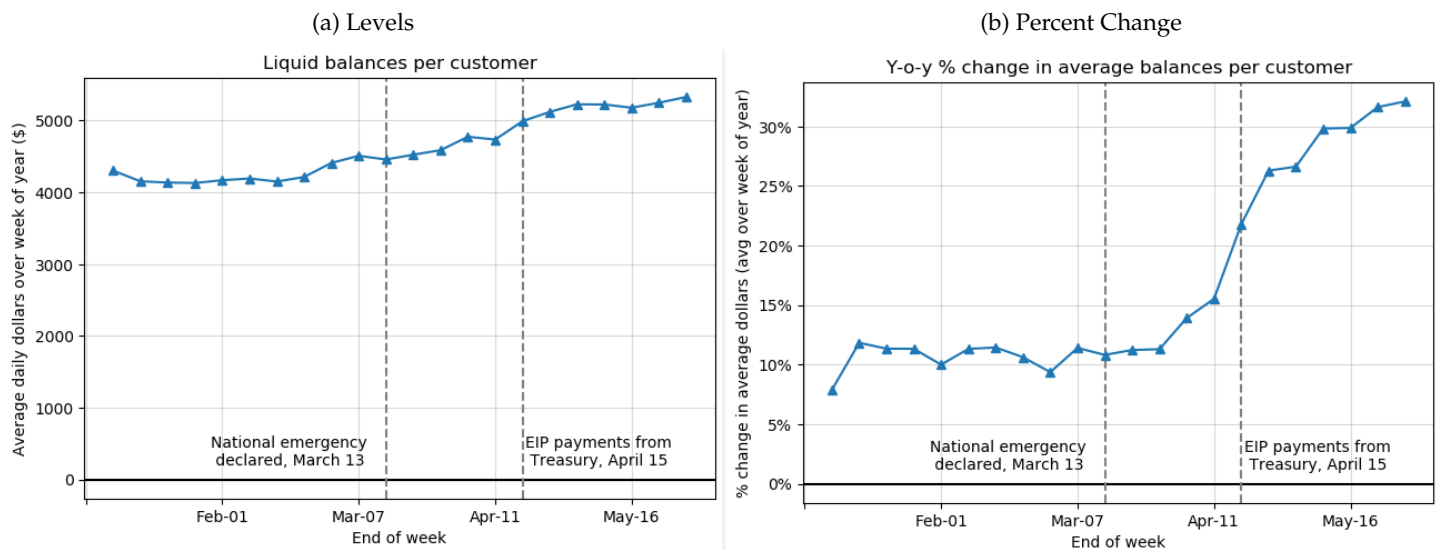 (a) Levels
Liquid balances per customer
Average daily dollars over week of year ($)
5000
4000
3000
2000
1000
0
National emergency
declared, March 13
EIP payments from
Treasury, April 15
Feb-01
Mar-07
Apr-11
May-16
End of week
(b) Percent Change
Y-o-y % change in average balances per customer
% change in average dollars (avg over week of year)
30%
25%
20%
15%
10%
5%
0%
National emergency
declared, March 13
EIP payments from
Treasury, April 15
Feb-01
Mar-07
Apr-11
May-16
End of week